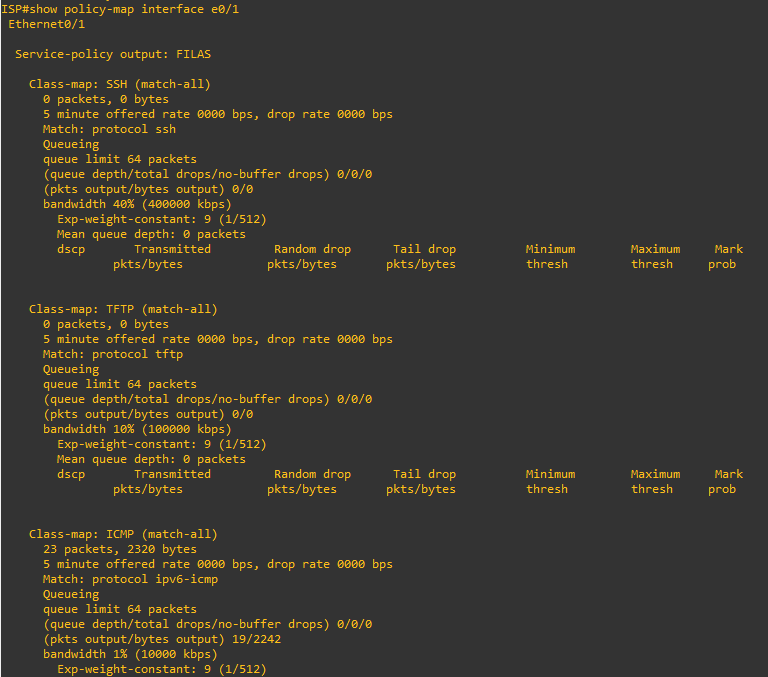 ISP#show policy-map interface e0/1
Ethernet0/1
Service-policy output: FILAS
Class-map: SSH (match-all)
0 packets, 0 bytes
5 minute offered rate 0000 bps, drop rate 0000 bps
Match: protocol ssh
Queueing
queue limit 64 packets
(queue depth/total drops/no-buffer drops) 0/0/0
(pkts output/bytes output) 0/0
bandwidth 40% (400000 kbps)
Exp-weight-constant: 9 (1/512)
Mean queue depth: 0 packets
dscp Transmitted Random drop Tail drop Minimum Maximum Mark
pkts/bytes pkts/bytes pkts/bytes thresh thresh prob
Class-map: TFTP (match-all)
0 packets, 0 bytes
5 minute offered rate 0000 bps, drop rate 0000 bps
Match: protocol tftp
Queueing
queue limit 64 packets
(queue depth/total drops/no-buffer drops) 0/0/0
(pkts output/bytes output) 0/0
bandwidth 10% (100000 kbps)
Exp-weight-constant: 9 (1/512)
Mean queue depth: 0 packets
dscp Transmitted Random drop Tail drop Minimum Maximum Mark
pkts/bytes pkts/bytes pkts/bytes thresh thresh prob
Class-map: ICMP (match-all)
23 packets, 2320 bytes
5 minute offered rate 0000 bps, drop rate 0000 bps
Match: protocol ipv6-icmp
Queueing
queue limit 64 packets
(queue depth/total drops/no-buffer drops) 0/0/0
(pkts output/bytes output) 19/2242
bandwidth 1% (10000 kbps)
Exp-weight-constant: 9 (1/512)